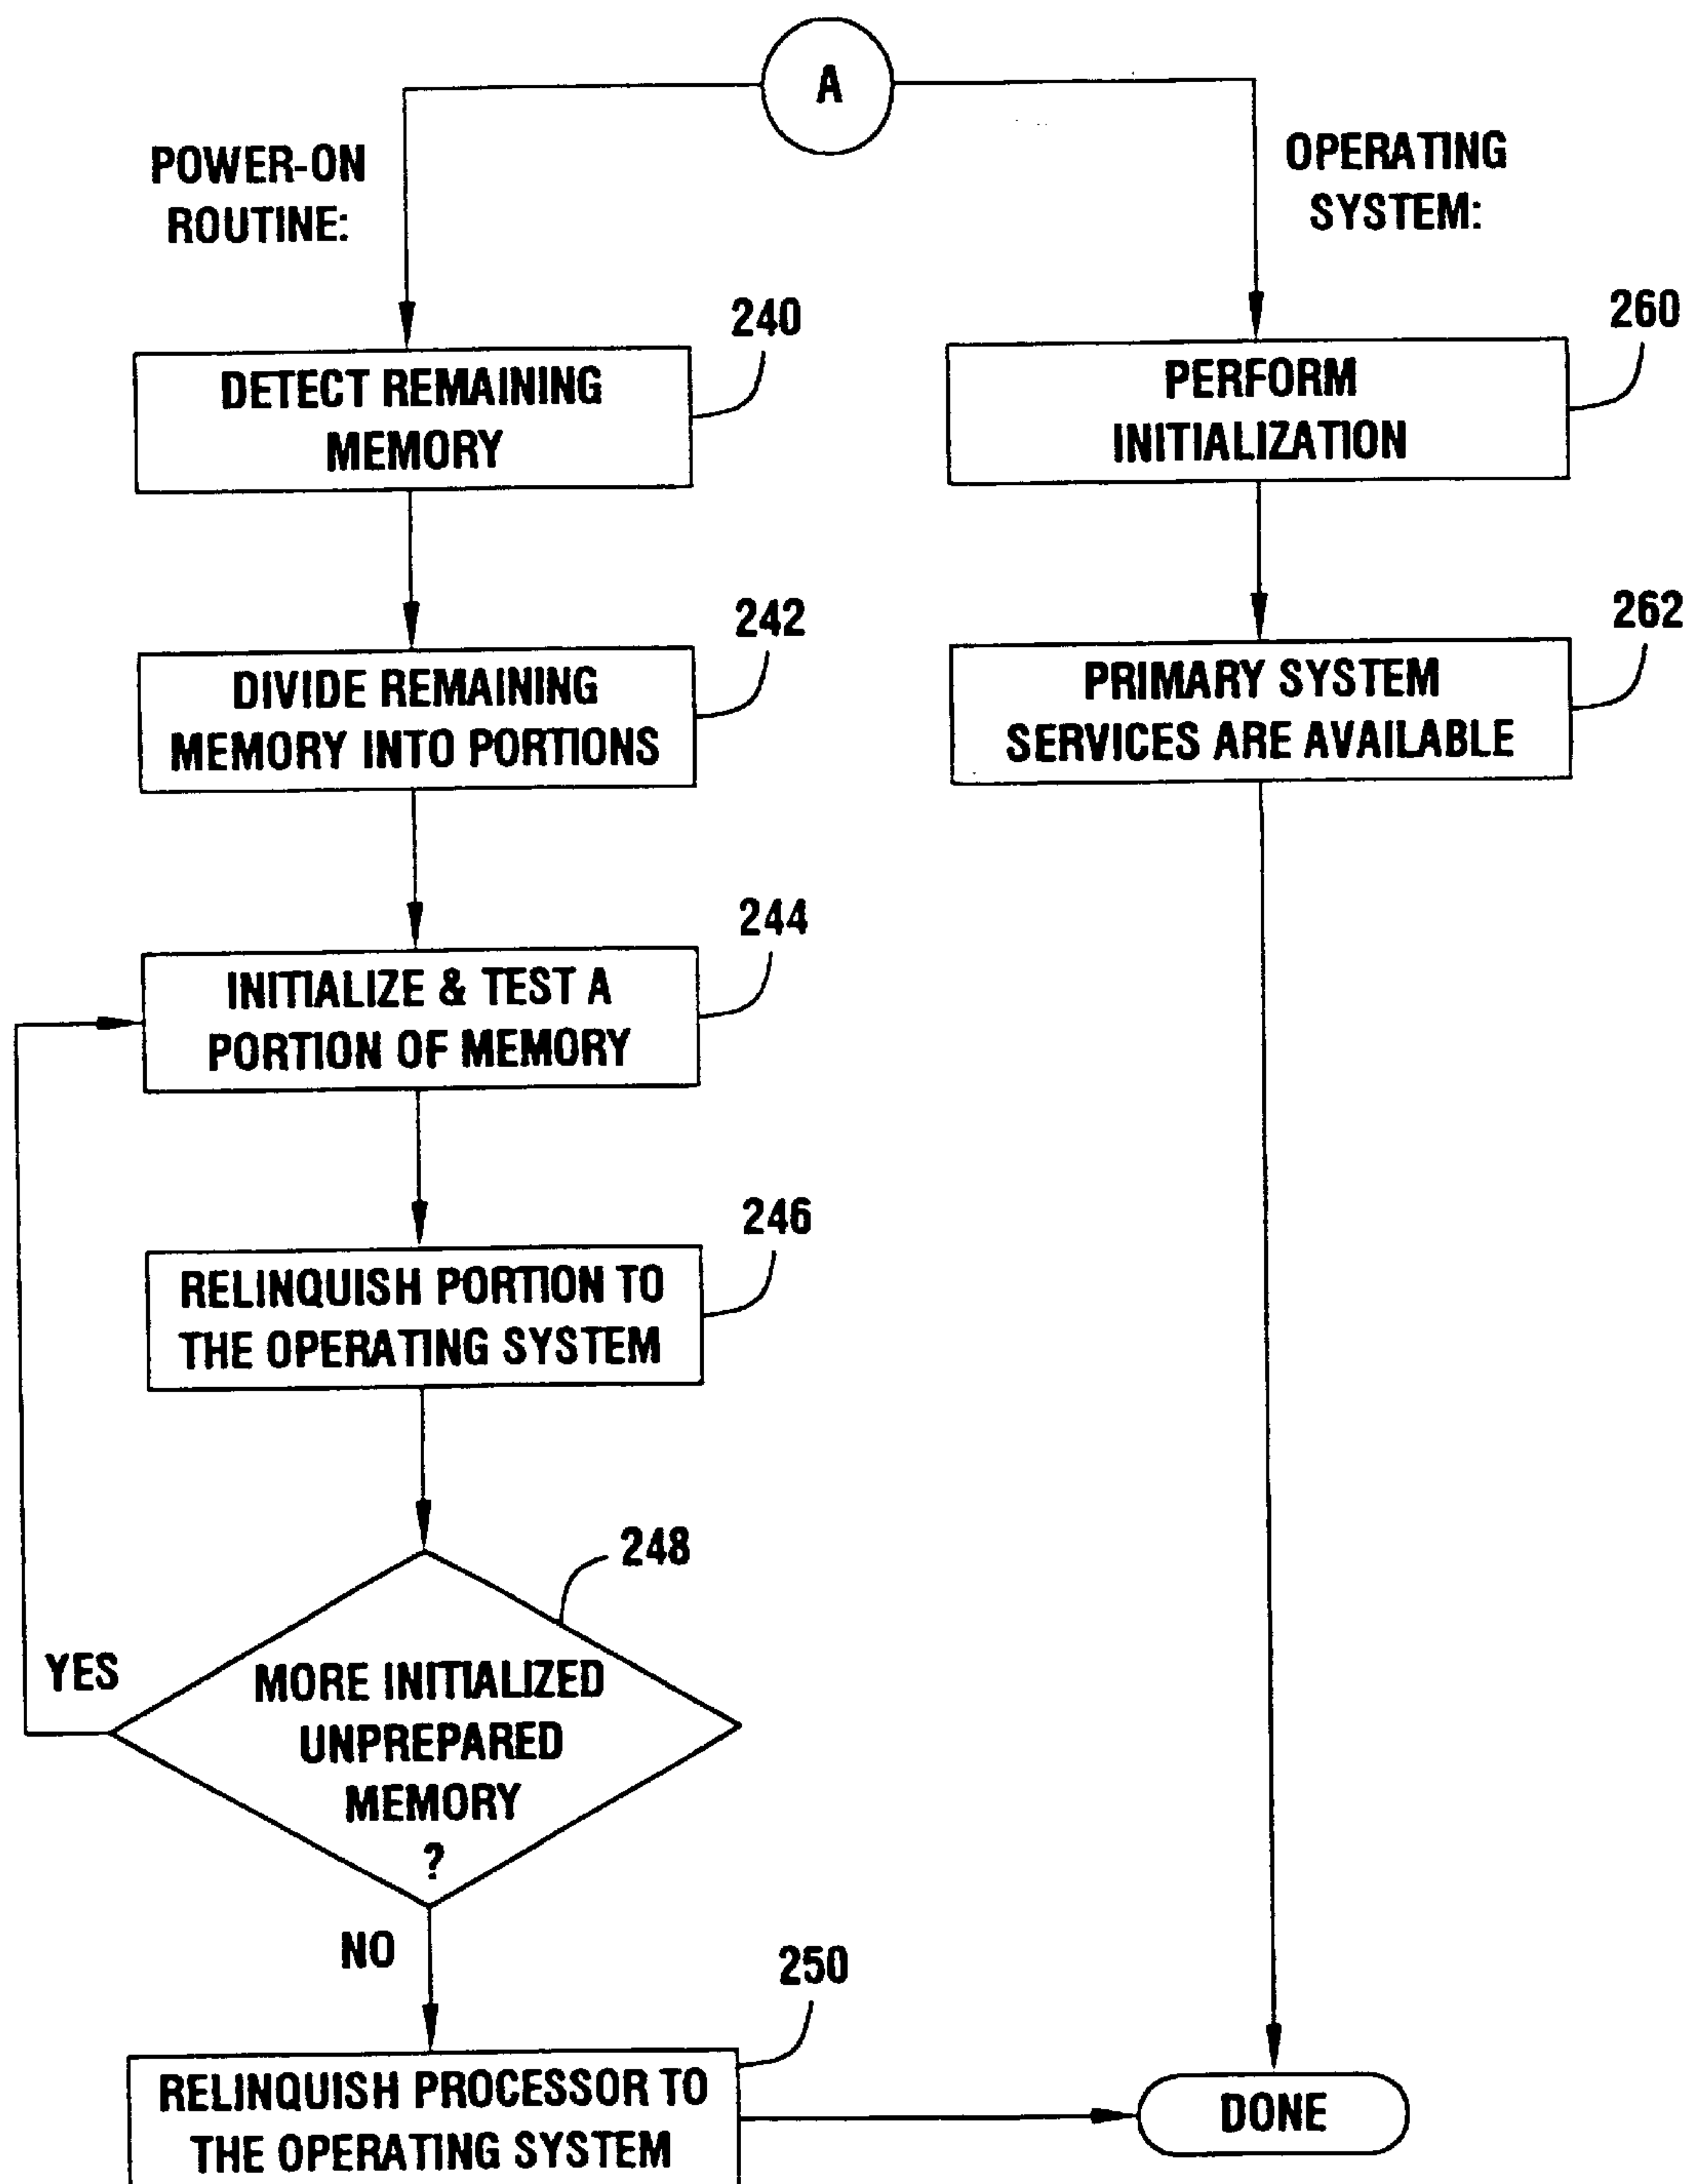 A
POWER-ON
ROUTINE:
OPERATING
SYSTEM:
240
DETECT REMAINING
MEMORY
260
PERFORM
INITIALIZATION
242
DIVIDE REMAINING
MEMORY INTO PORTIONS
262
PRIMARY SYSTEM
SERVICES ARE AVAILABLE
244
INITIALIZE & TEST A
PORTION OF MEMORY
246
RELINQUISH PORTION TO
THE OPERATING SYSTEM
248
YES
MORE INITIALIZED
UNPREPARED
MEMORY
?
NO
250
RELINQUISH PROCESSOR TO
THE OPERATING SYSTEM
DONE